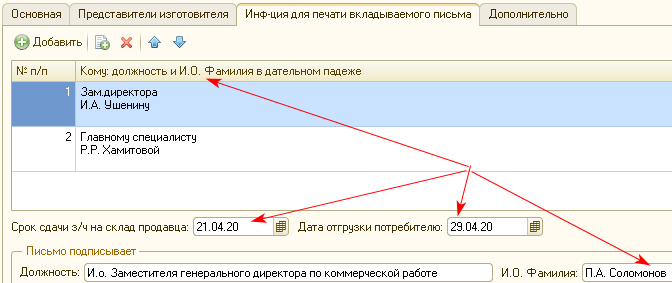 Основная Представители изготовителя Инф-ция для печати вкладываемого письма Дополнительно
Добавить
№ п/п Кому: должность и И.О. Фамилия в дательном падеже
1 Зам.директора
И.А. Ушенину
2 Главному специалисту
Р.Р. Хамитовой
Срок сдачи з/ч на склад продавца: 21.04.20 Дата отгрузки потребителю: 29.04.20
Письмо подписывает
Должность: И.о. Заместителя генерального директора по коммерческой работе И.О. Фамилия: П.А. Соломонов